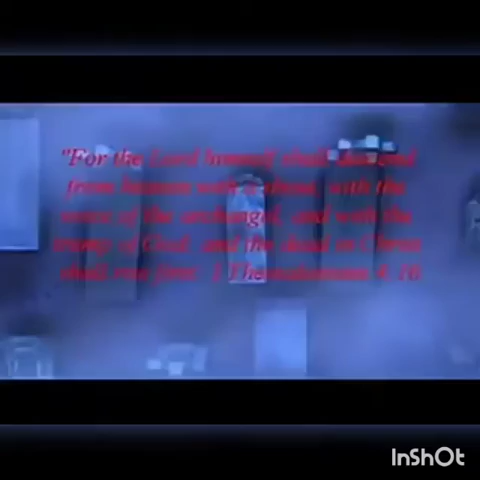 "For the Lord himself shall descend
from heaven with a shout, with the
voice of the archangel, and with the
trump of God: and the dead in Christ
shall rise first. 1 Thessalonians 4:16
InShOt